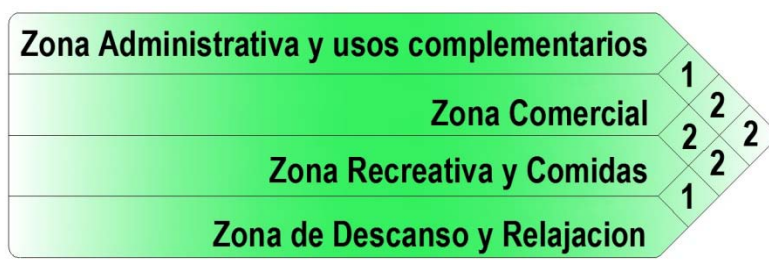 Zona Administrativa y usos complementarios
1
Zona Comercial
2
2
2
Zona Recreativa y Comidas
2
1
Zona de Descanso y Relajacion